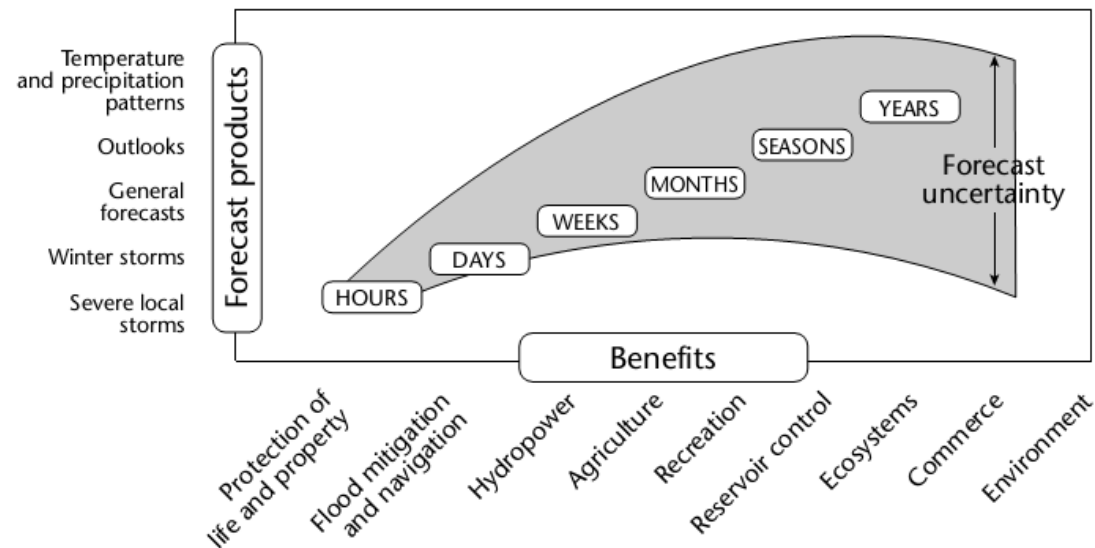 Temperature
and precipitation
patterns
Outlooks
General
forecasts
Winter storms
Severe local
storms
Forecast products
YEARS
SEASONS
MONTHS
WEEKS
DAYS
HOURS
Forecast
uncertainty
Benefits
Protection of
life and property
Flood mitigation
and navigation
Hydropower
Agriculture
Recreation
Reservoir control
Ecosystems
Commerce
Environment